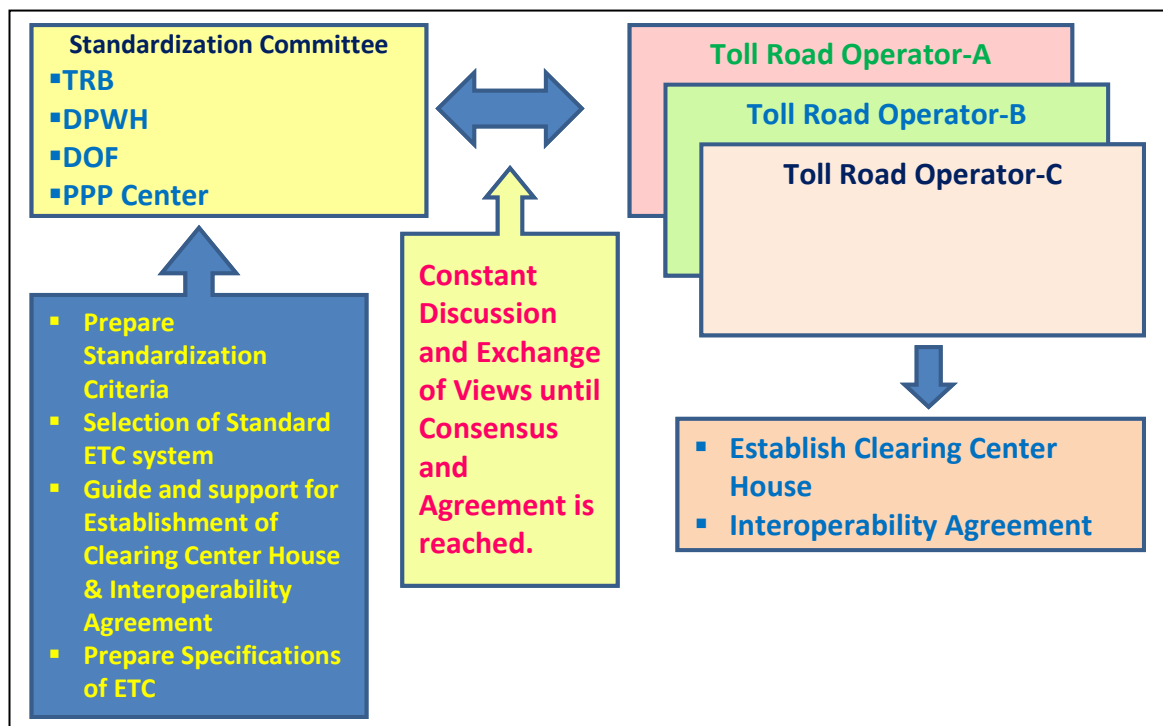 Standardization Committee
▪TRB
▪DPWH
▪DOF
▪PPP Center
Toll Road Operator-A
Toll Road Operator-B
Toll Road Operator-C
▪ Prepare
Standardization
Criteria
▪ Selection of Standard
ETC system
▪ Guide and support for
Establishment of
Clearing Center House
& Interoperability
Agreement
▪ Prepare Specifications
of ETC
Constant
Discussion
and Exchange
of Views until
Consensus
and
Agreement is
reached.
▪ Establish Clearing Center
House
▪ Interoperability Agreement